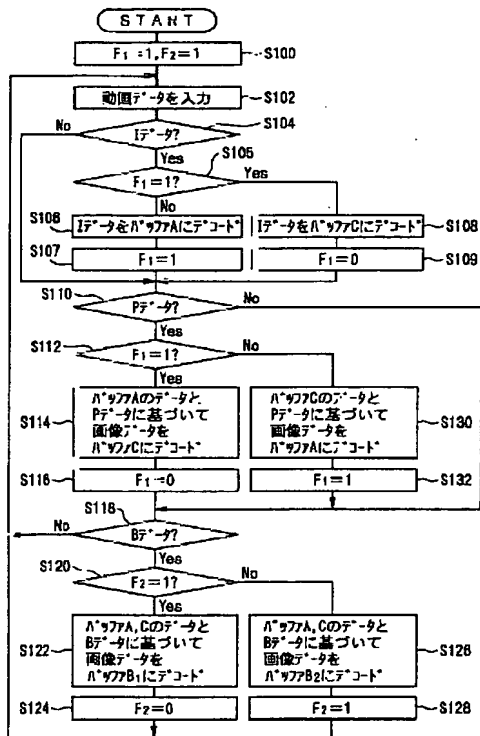 START
F₁=1,F₂=1
S100
動画データを入力
S102
S104
Iデータ?
No
Yes
S105
F₁=1?
Yes
No
S106
IデータをバッファAにデコード
IデータをバッファCにデコード
S108
S107
F₁=1
F₁=0
S109
S110
Pデータ?
No
Yes
S112
F₁=1?
No
Yes
S114
バッファAのデータと
Pデータに基づいて
画像データを
バッファCにデコード
バッファCのデータと
Pデータに基づいて
画像データを
バッファAにデコード
S130
S116
F₁=0
F₁=1
S132
S118
Bデータ?
No
Yes
S120
F₂=1?
No
Yes
S122
バッファA,Cのデータと
Bデータに基づいて
画像データを
バッファB₁にデコード
バッファA,Cのデータと
Bデータに基づいて
画像データを
バッファB₂にデコード
S126
S124
F₂=0
F₂=1
S128